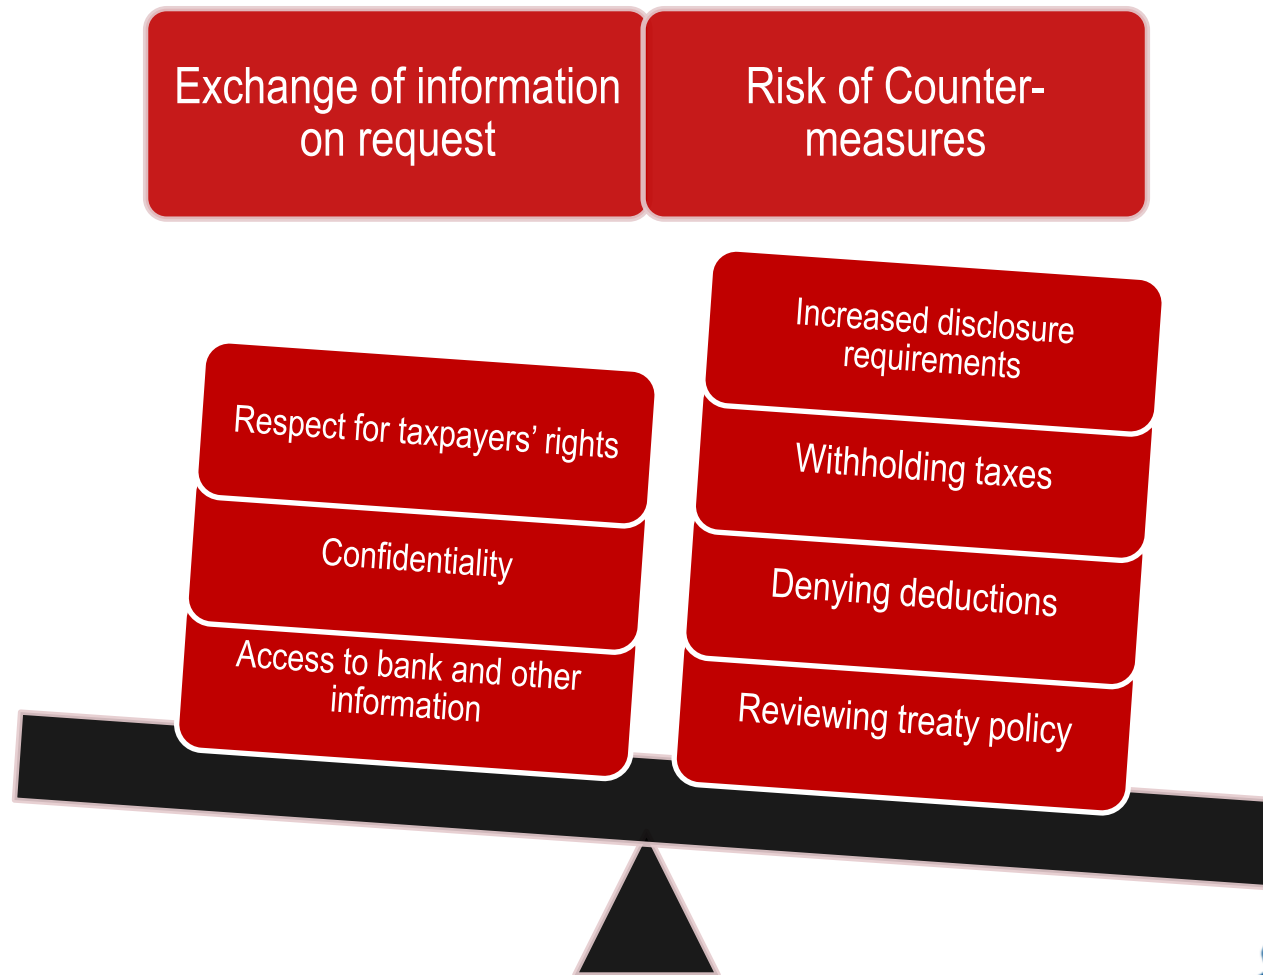 Exchange of information
on request
Risk of Counter-
measures
Respect for taxpayers’ rights
Confidentiality
Access to bank and other
information
Increased disclosure
requirements
Withholding taxes
Denying deductions
Reviewing treaty policy